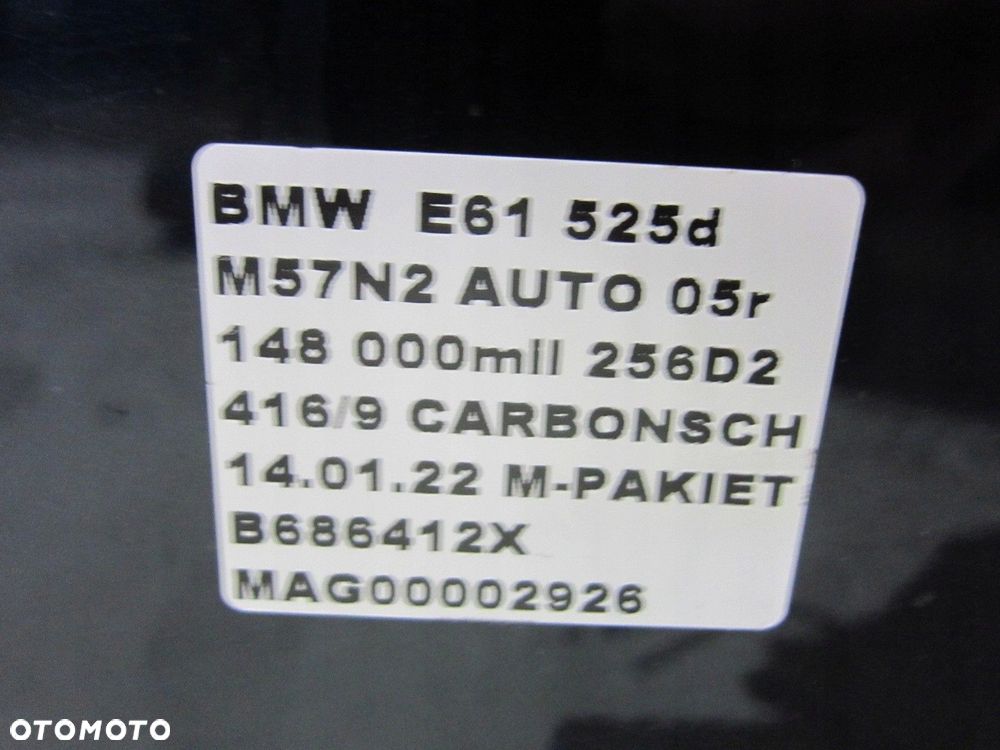 BMW E61 525d
M57N2 AUTO 05r
148 000mil 256D2
416/9 CARBONSCH
14.01.22 M-PAKIET
B686412X
MAG00002926
OTOMOTO